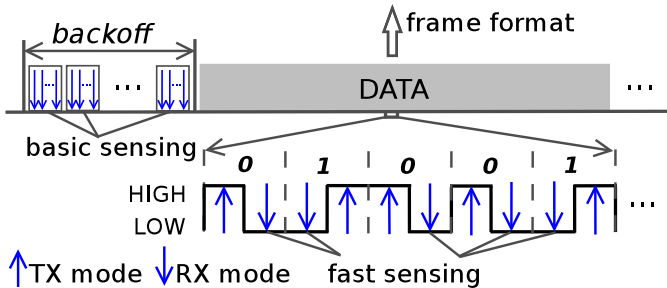 frame format
backoff
... ... ...
DATA
...
basic sensing
0 1 0 0 1
HIGH
LOW
...
fast sensing
TX mode RX mode